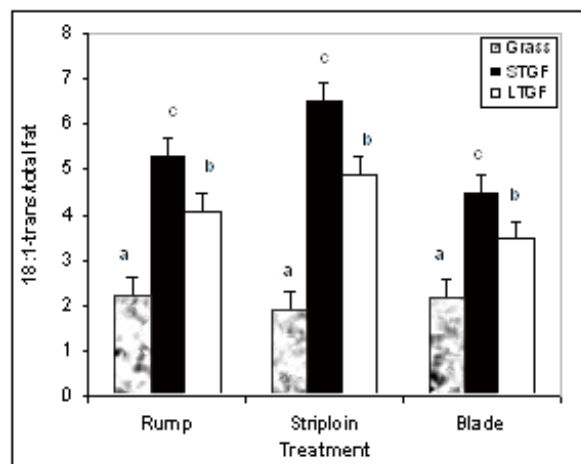 8
7
6
5
4
3
2
1
0
18:1-trans/total fat
Grass
STGF
LTGF
a
c
b
a
c
b
a
c
b
Rump
Striploin
Blade
Treatment